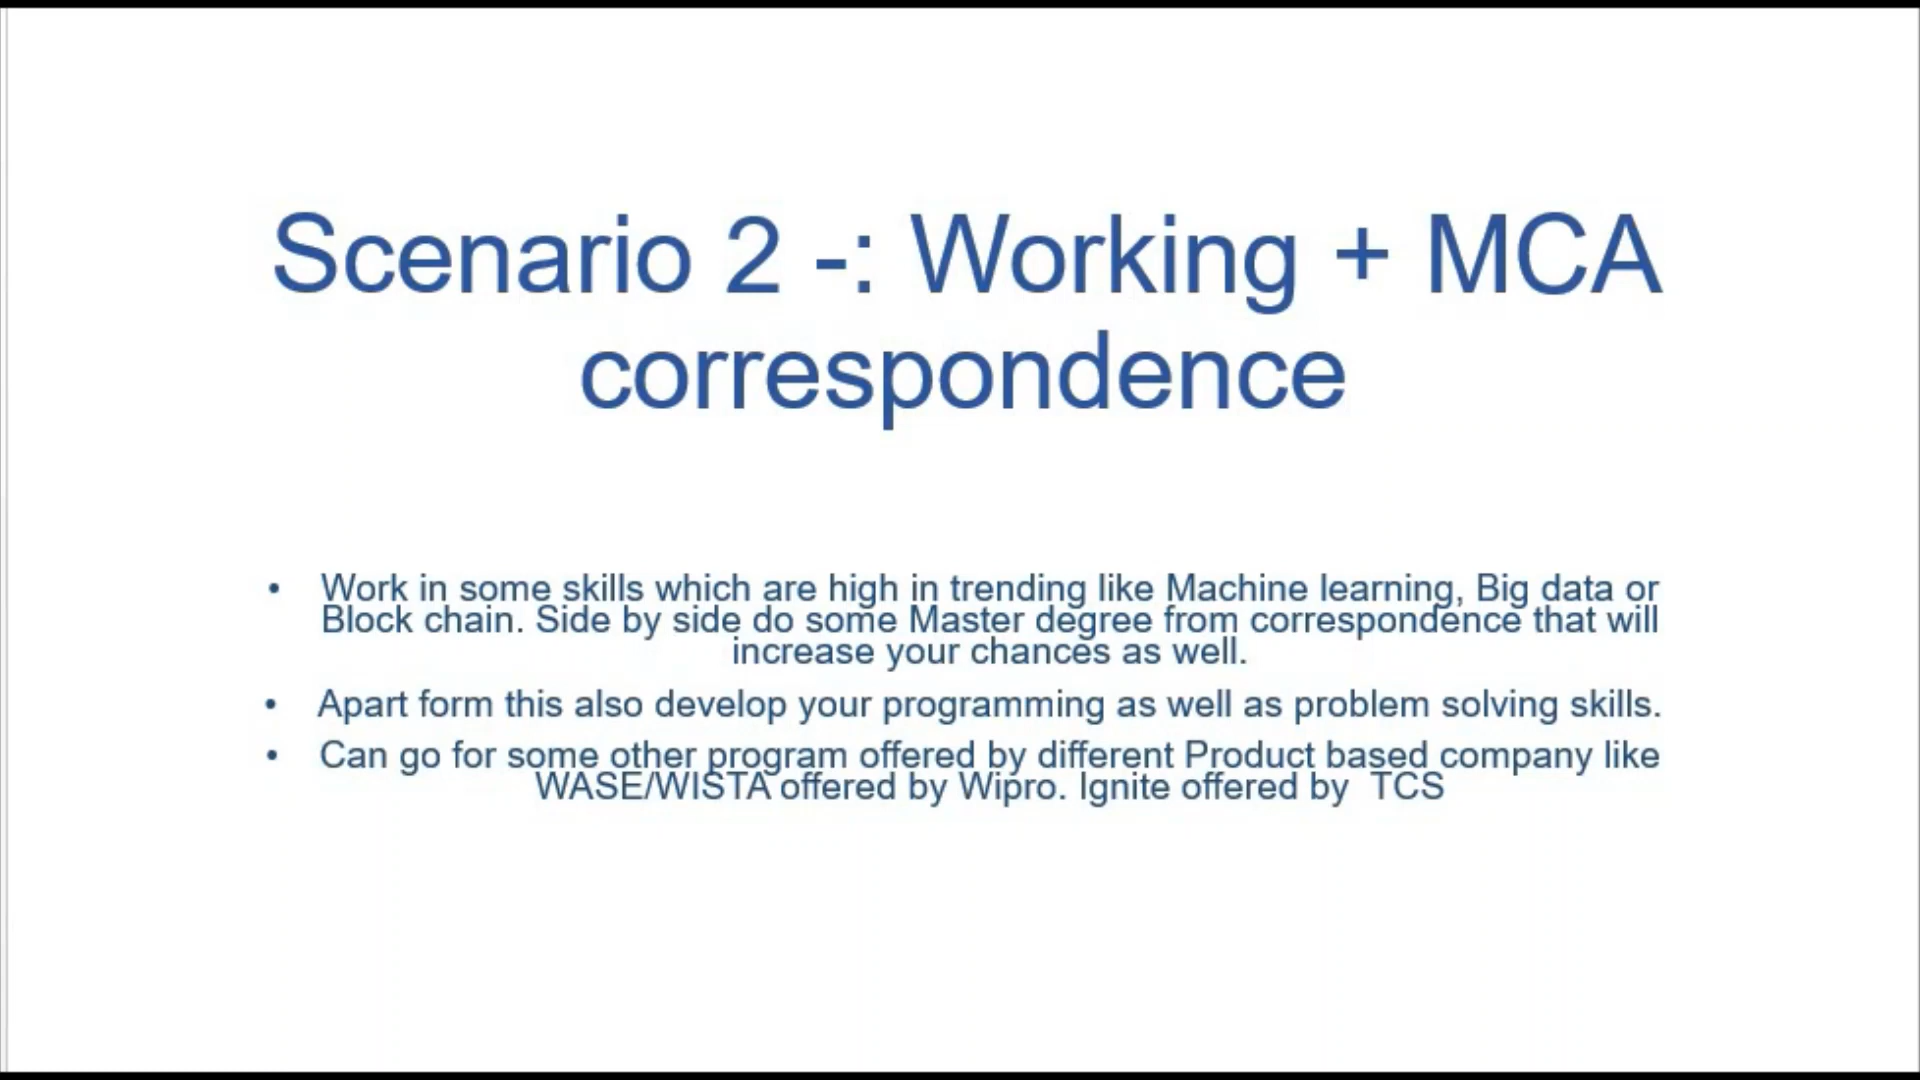 Scenario 2 -: Working + MCA
correspondence
• Work in some skills which are high in trending like Machine learning, Big data or
Block chain. Side by side do some Master degree from correspondence that will
increase your chances as well.
• Apart form this also develop your programming as well as problem solving skills.
• Can go for some other program offered by different Product based company like
WASE/WISTA offered by Wipro. Ignite offered by TCS